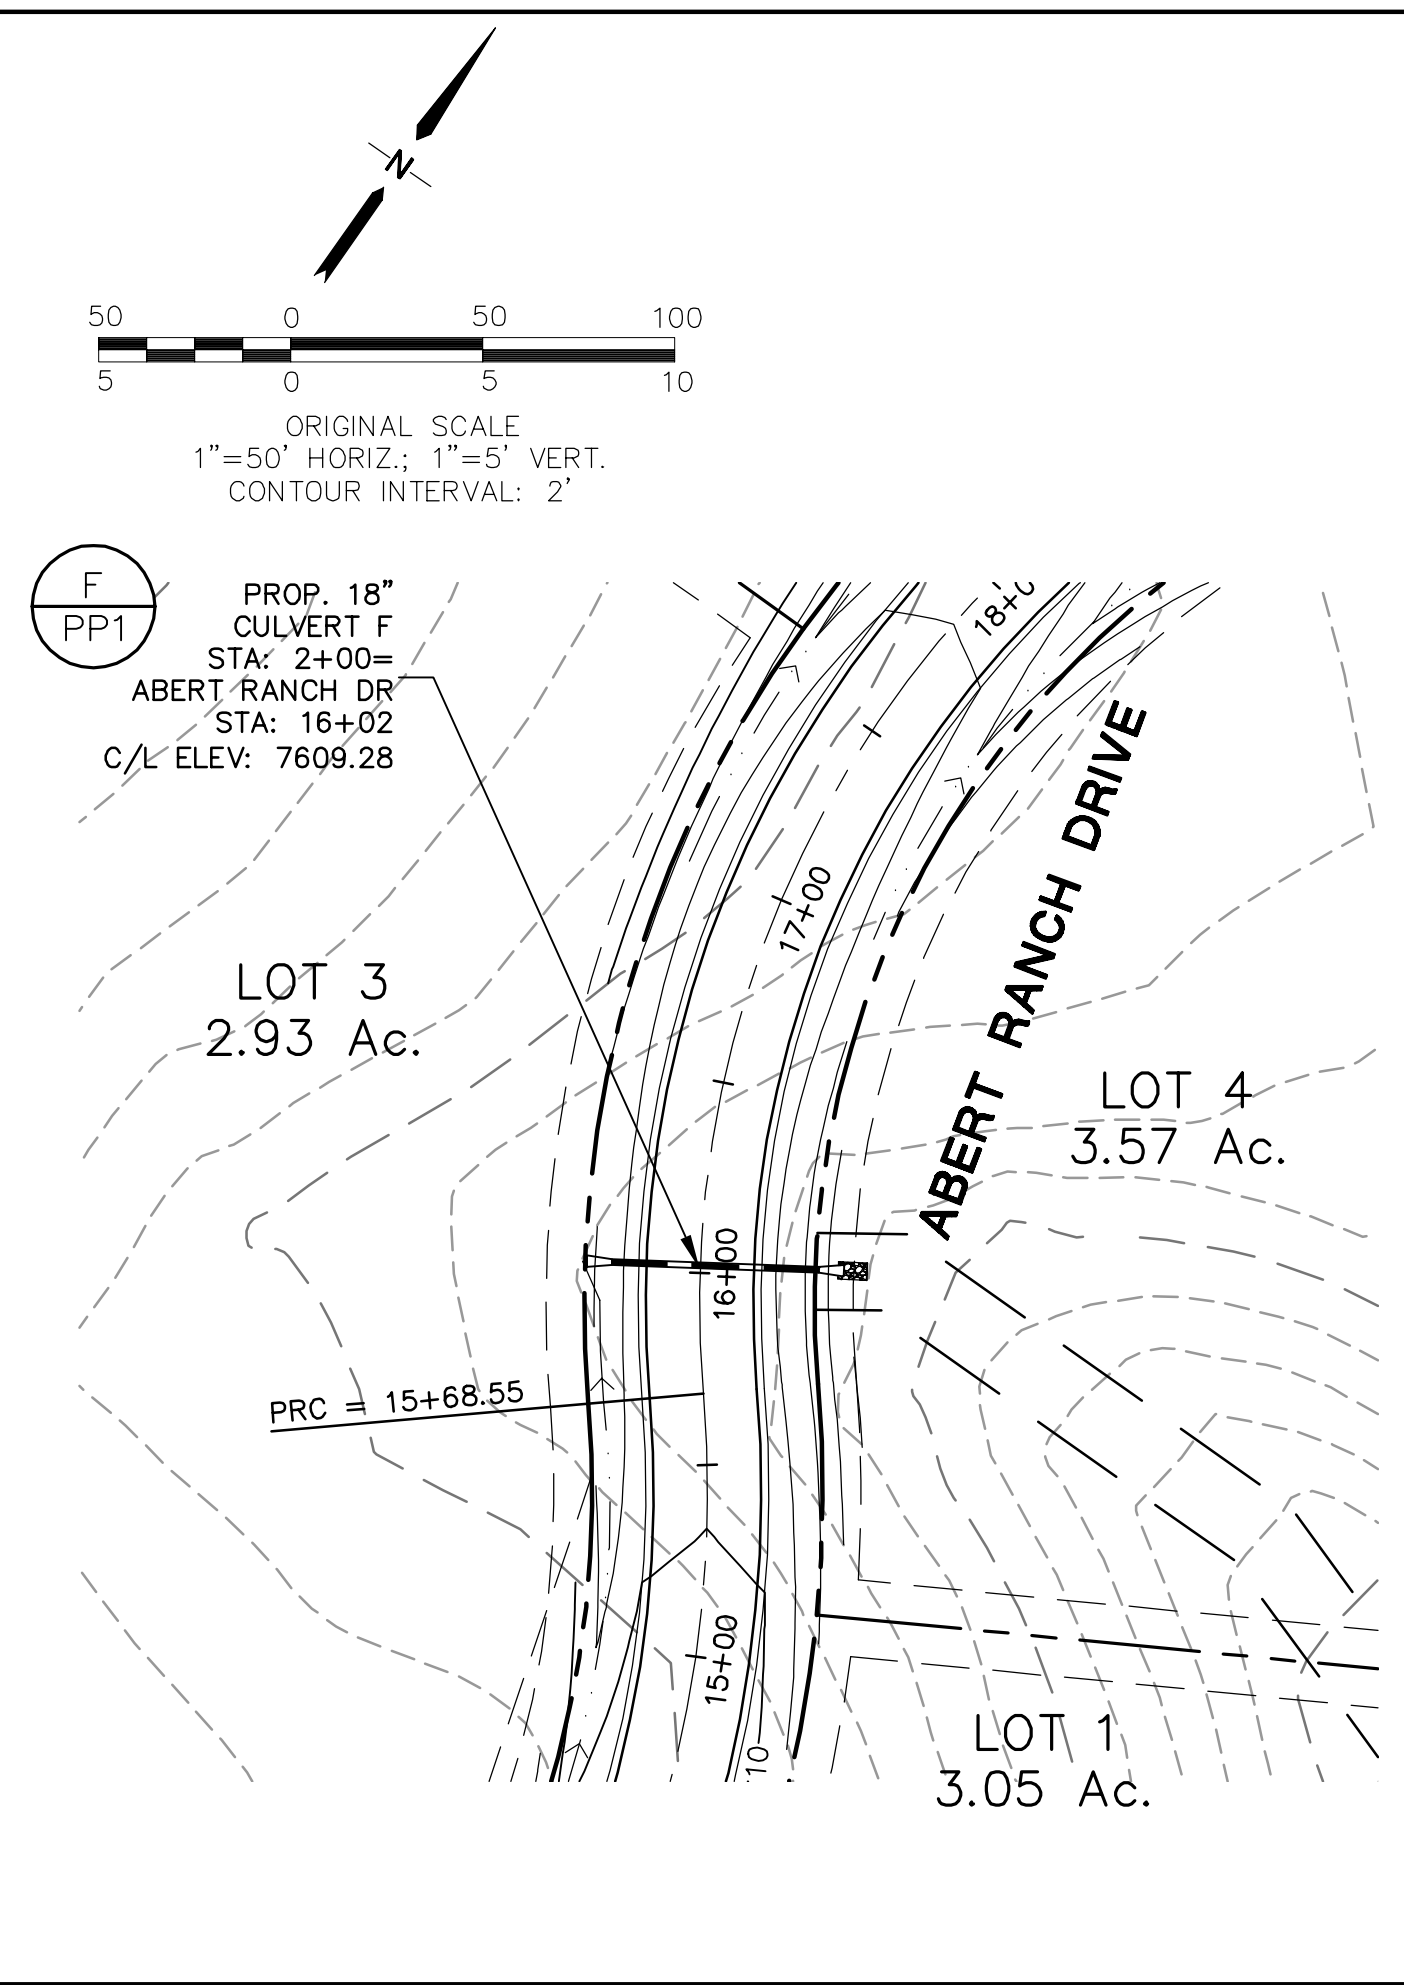 N
50 0 50 100
5 0 5 10
ORIGINAL SCALE
1"=50' HORIZ.; 1"=5' VERT.
CONTOUR INTERVAL: 2'
F
PP1
PROP. 18"
CULVERT F
STA: 2+00=
ABERT RANCH DR
STA: 16+02
C/L ELEV: 7609.28
18+0
17+00
ABERT RANCH DRIVE
LOT 3
2.93 Ac.
LOT 4
3.57 Ac.
16+00
PRC = 15+68.55
15+00
10
LOT 1
3.05 Ac.